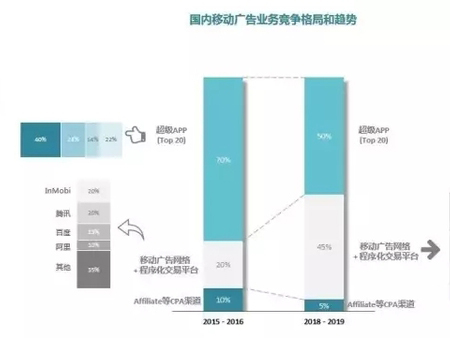 国内移动广告业务竞争格局和趋势
40%
22%
超级APP
(Top 20)
70%
50%
超级APP
(Top 20)
InMobi
腾讯
百度
阿里
其他
20%
13%
10%
35%
移动广告网络
+ 程序化交易平台
20%
45%
移动广告网络
+ 程序化交易平台
Affiliate等CPA渠道
10%
5%
Affiliate等CPA渠道
2015 - 2016
2018 - 2019